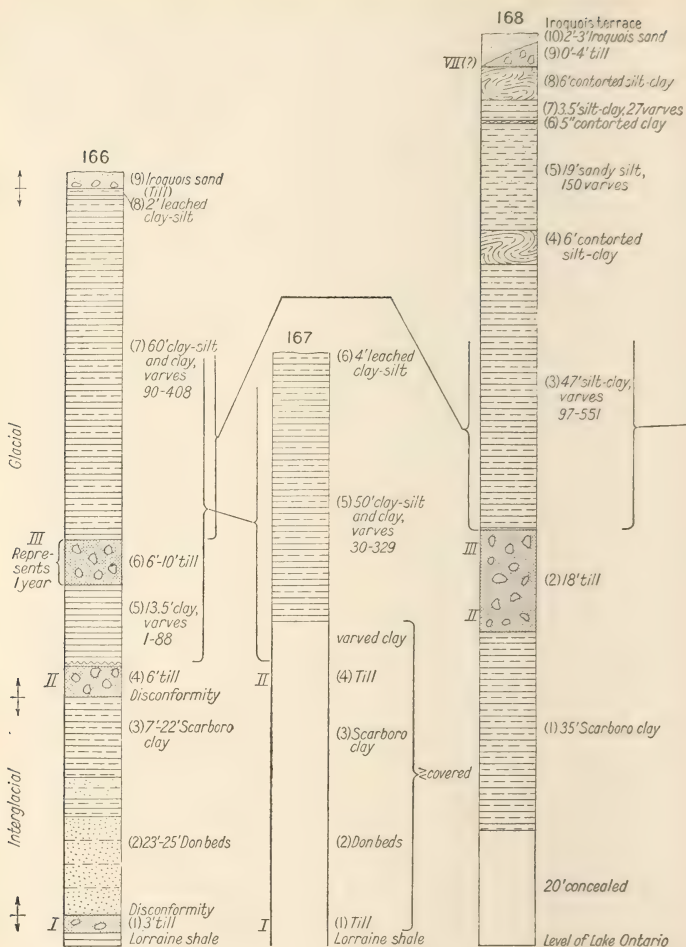 168
Iroquois terrace
(10) 2'-3' Iroquois sand
(9) 0'-4' till
VII(?)
(8) 6' contorted silt-clay
(7) 3.5' silt-clay, 27 varves
(6) 5" contorted clay
(5) 19' sandy silt,
150 varves
(4) 6' contorted
silt-clay
(3) 47' silt-clay,
varves
97-551
III
(2) 18' till
II
(1) 35' Scarboro clay
20' concealed
Level of Lake Ontario
166
(9) Iroquois sand
(Till)
(8) 2' leached
clay-silt
(7) 60' clay-silt
and clay,
varves
90-408
Glacial
III
Repre-
sents
1 year
(6) 6'-10' till
(5) 13.5' clay,
varves
1-88
II
(4) 6' till
Disconformity
(3) 7'-22' Scarboro
clay
Interglacial
(2) 23'-25' Don beds
Disconformity
I
(1) 3' till
Lorraine shale
167
(6) 4' leached
clay-silt
(5) 50' clay-silt
and clay,
varves
30-329
varved clay
II
(4) Till
(3) Scarboro
clay
≥covered
(2) Don beds
I
(1) Till
Lorraine shale